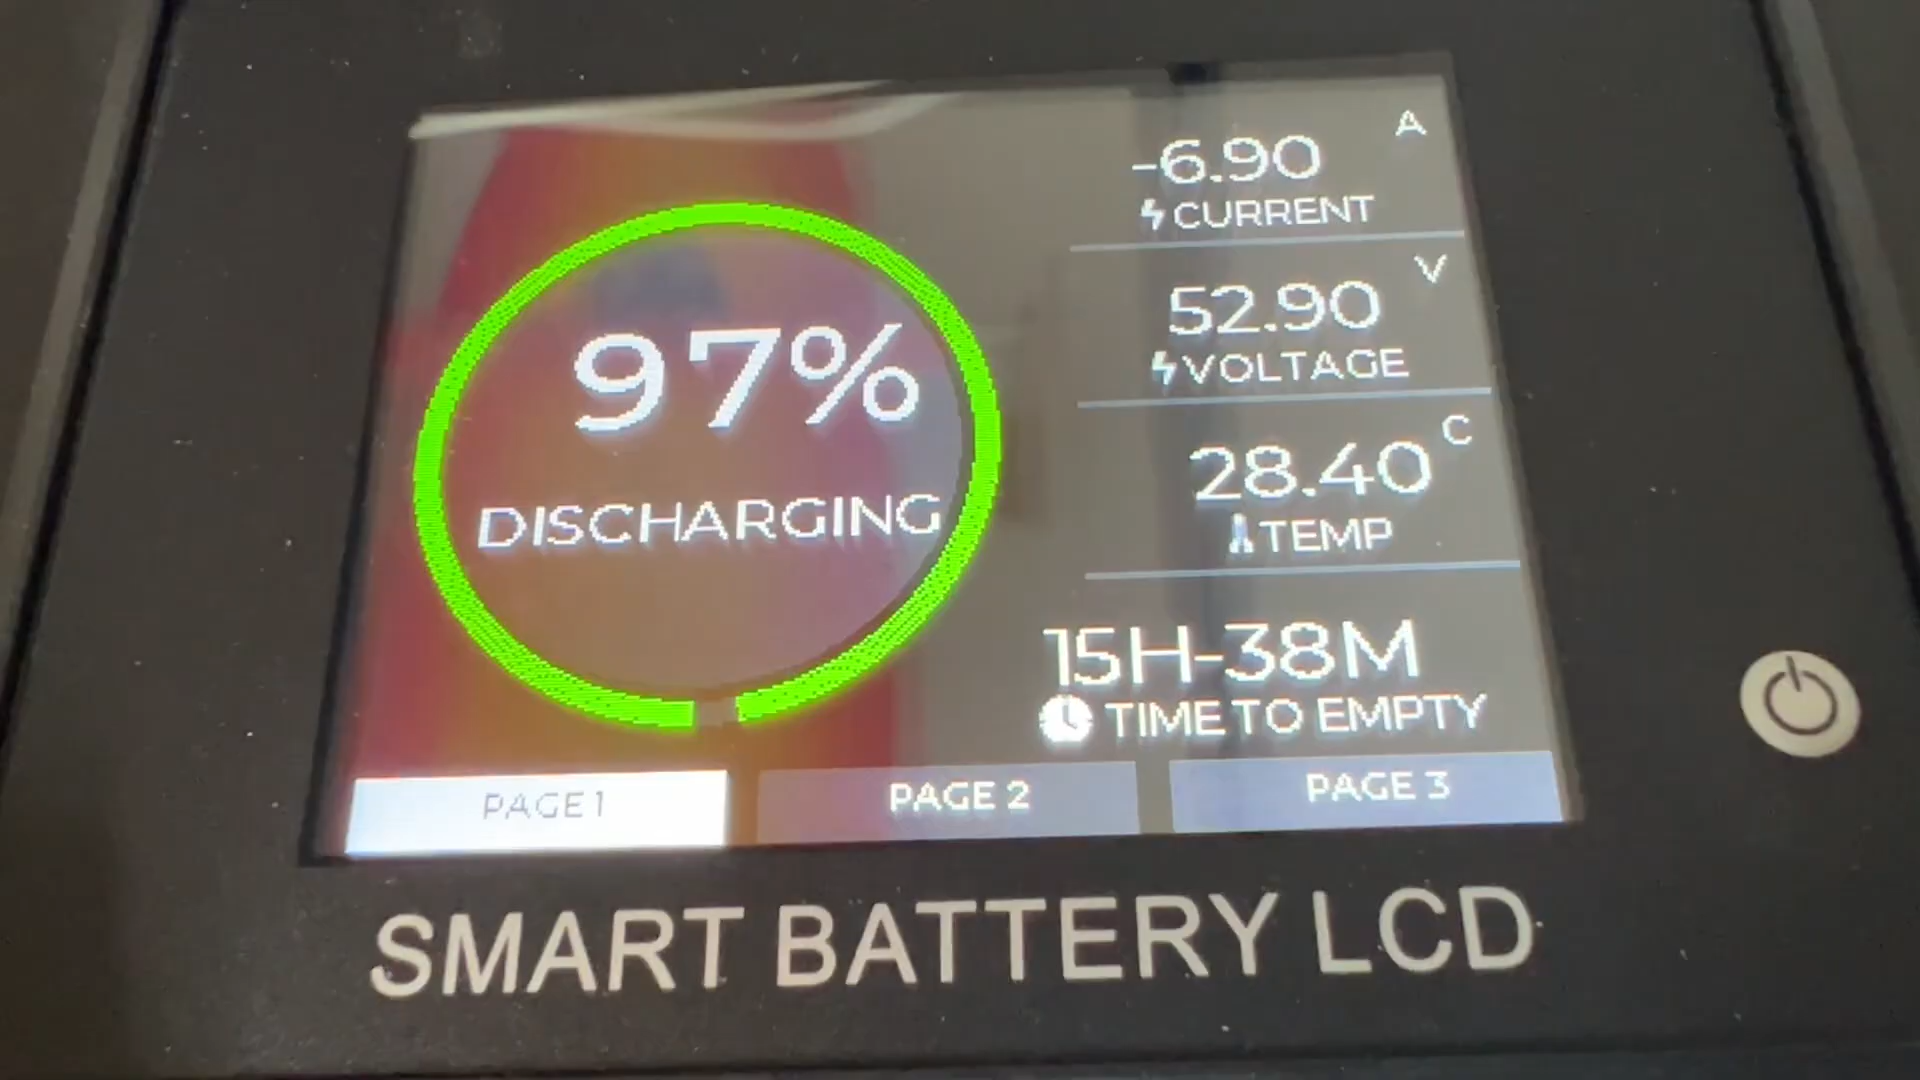 97%
DISCHARGING
A
-6.90
CURRENT
V
52.90
VOLTAGE
C
28.40
TEMP
15H-38M
TIME TO EMPTY
PAGE 1
PAGE 2
PAGE 3
SMART BATTERY LCD